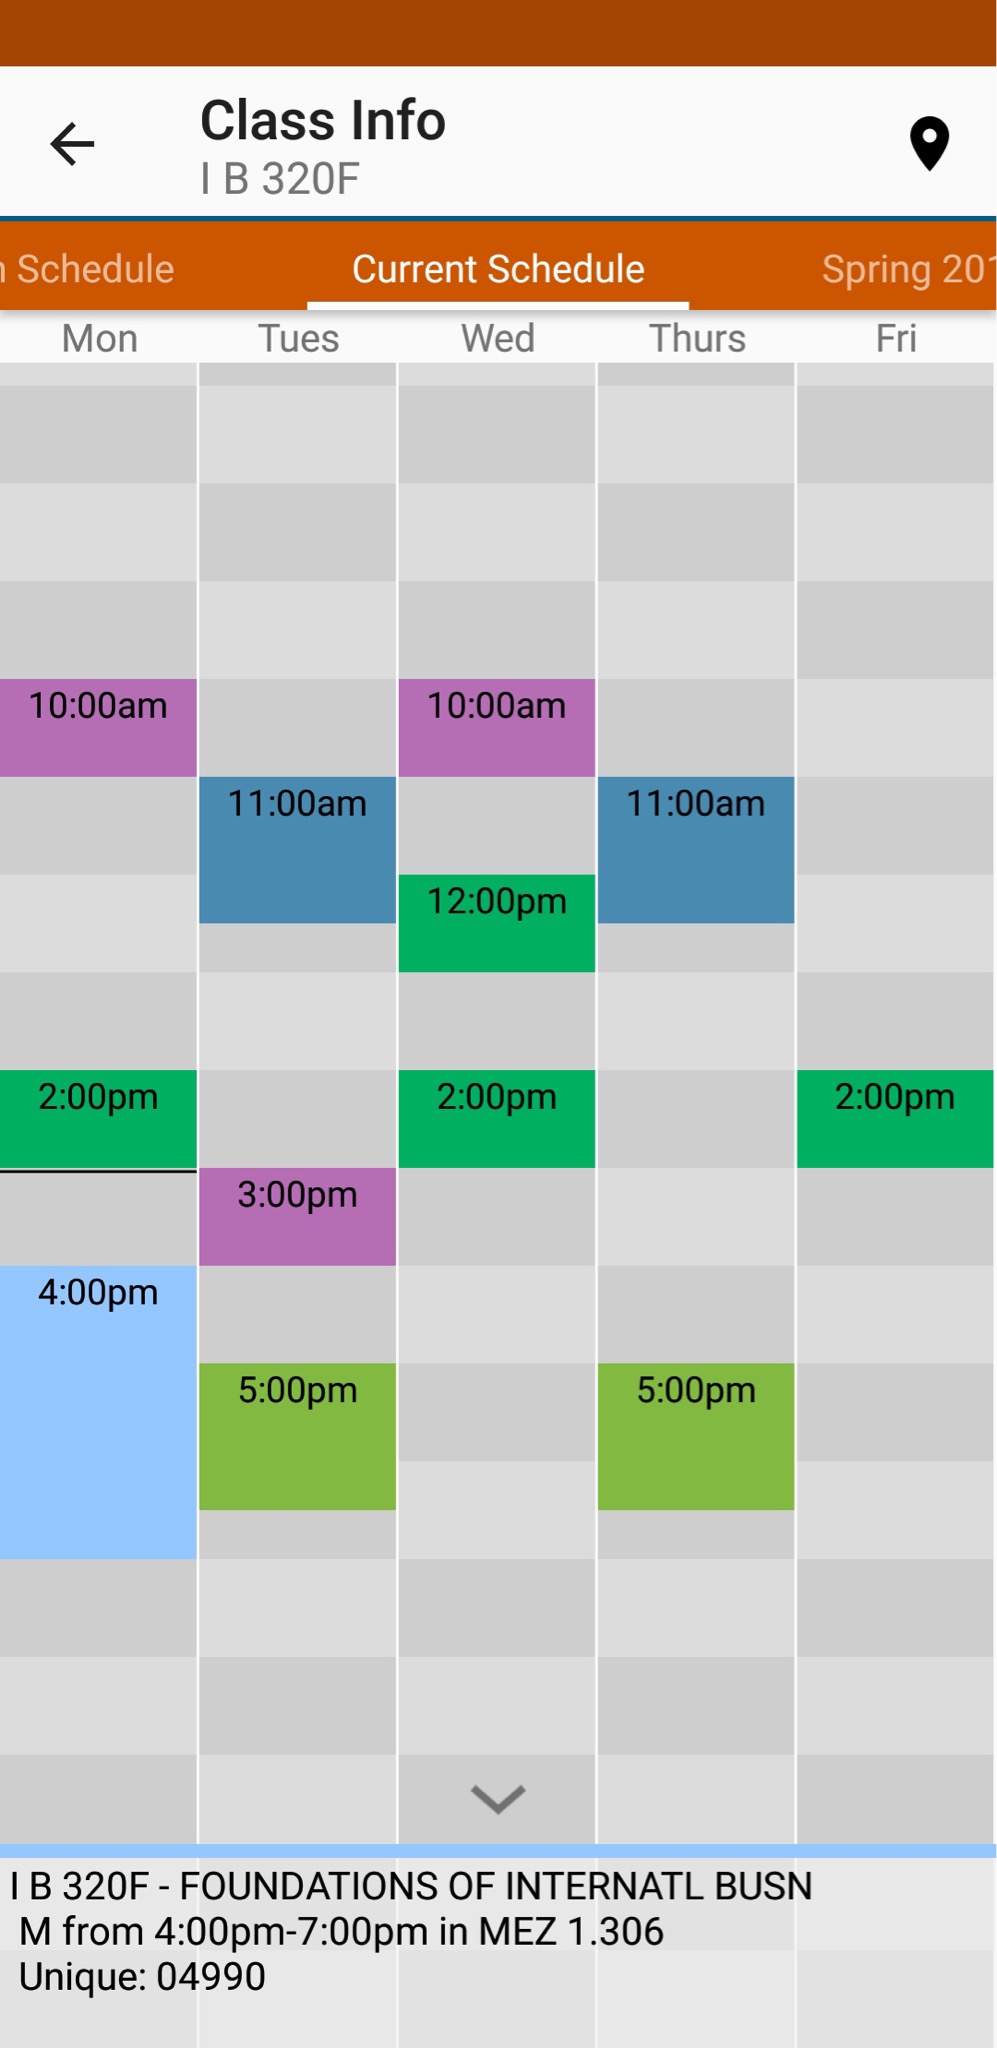 Class Info
I B 320F
Schedule
Current Schedule
Spring 201
Mon Tues Wed Thurs Fri
10:00am 10:00am
11:00am 11:00am
12:00pm
2:00pm 2:00pm 2:00pm
3:00pm
4:00pm
5:00pm 5:00pm
I B 320F - FOUNDATIONS OF INTERNATL BUSN
M from 4:00pm-7:00pm in MEZ 1.306
Unique: 04990